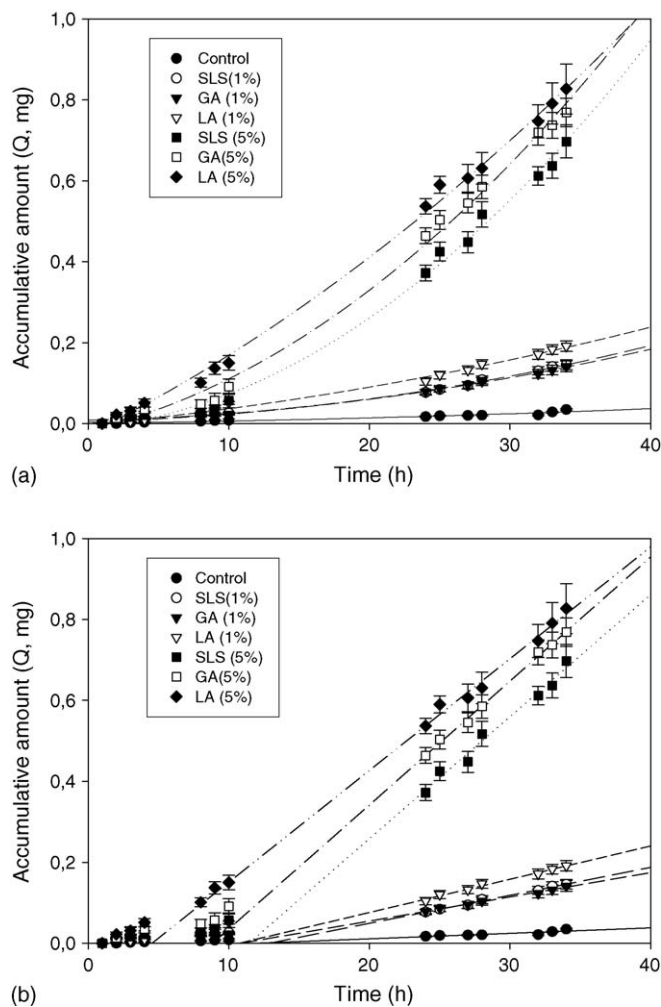 1,0
0,8
0,6
0,4
0,2
0,0
Accumulative amount (Q, mg)
Control
SLS(1%)
GA (1%)
LA (1%)
SLS (5%)
GA(5%)
LA (5%)
0 10 20 30 40
(a) Time (h)
1,0
0,8
0,6
0,4
0,2
0,0
Accumulative amount (Q, mg)
Control
SLS(1%)
GA (1%)
LA (1%)
SLS (5%)
GA(5%)
LA (5%)
0 10 20 30 40
(b) Time (h)